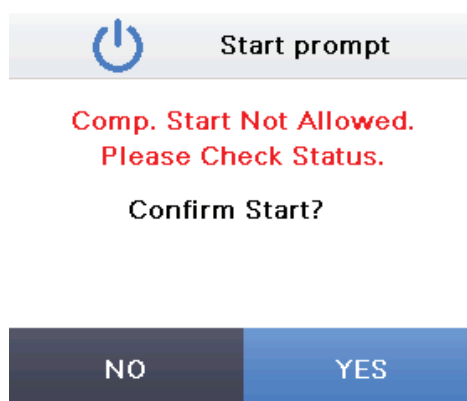 Start prompt
Comp. Start Not Allowed.
Please Check Status.
Confirm Start?
NO
YES